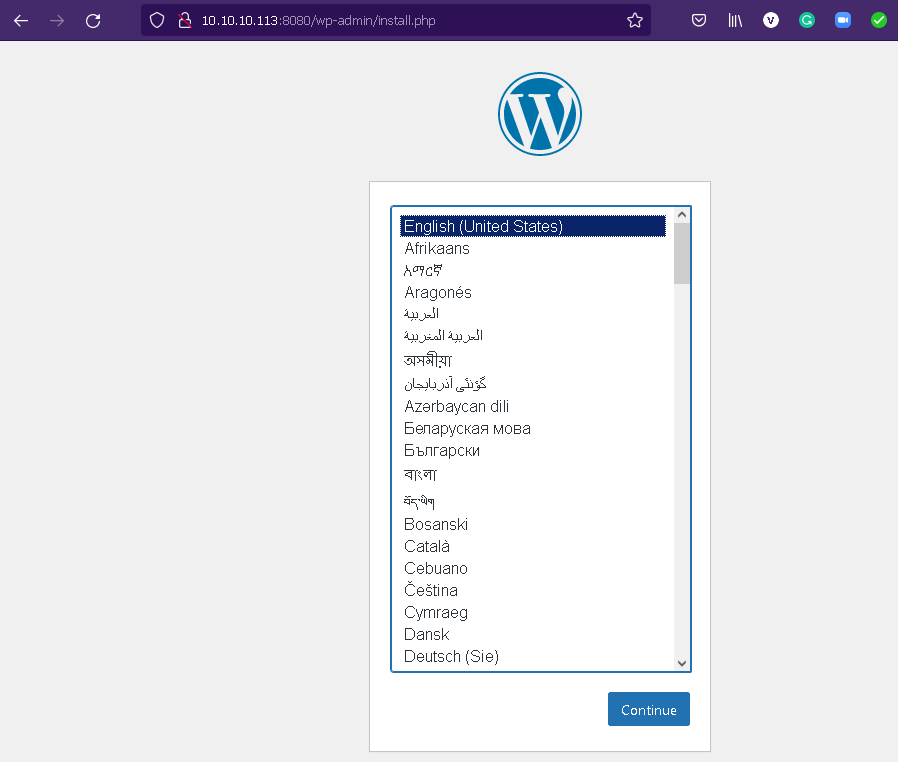 10.10.10.113:8080/wp-admin/install.php
English (United States)
Afrikaans
አማርኛ
Aragonés
العربية
العربية المغربية
অসমীয়া
گؤنئی آذربایجان
Azərbaycan dili
Беларуская мова
Български
বাংলা
བོད་ཡིག
Bosanski
Català
Cebuano
Čeština
Cymraeg
Dansk
Deutsch (Sie)
Continue